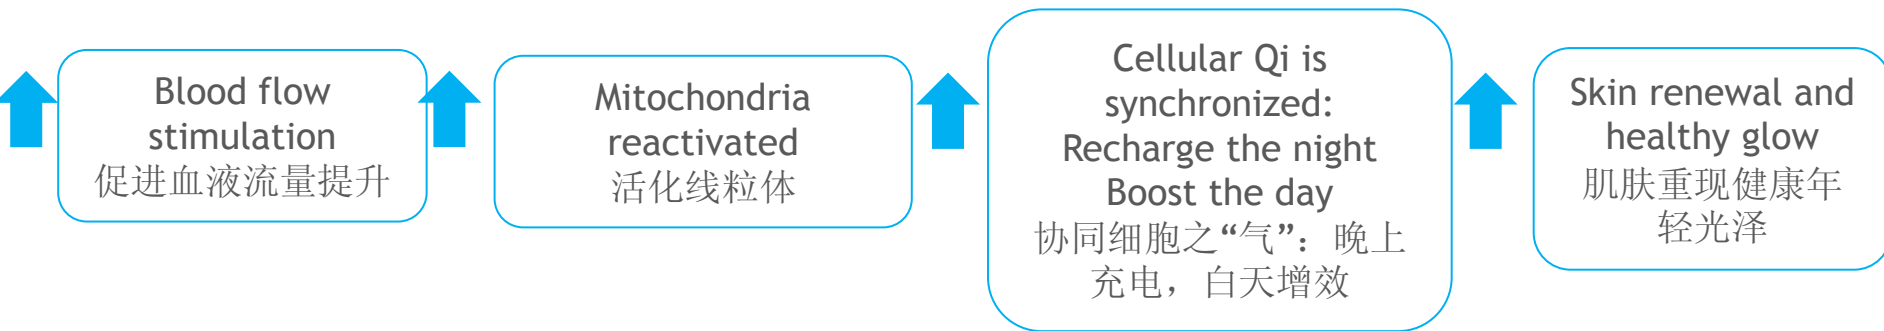 Blood flow
stimulation
促进血液流量提升
Mitochondria
reactivated
活化线粒体
Cellular Qi is
synchronized:
Recharge the night
Boost the day
协同细胞之“气”：晚上
充电，白天增效
Skin renewal and
healthy glow
肌肤重现健康年
轻光泽